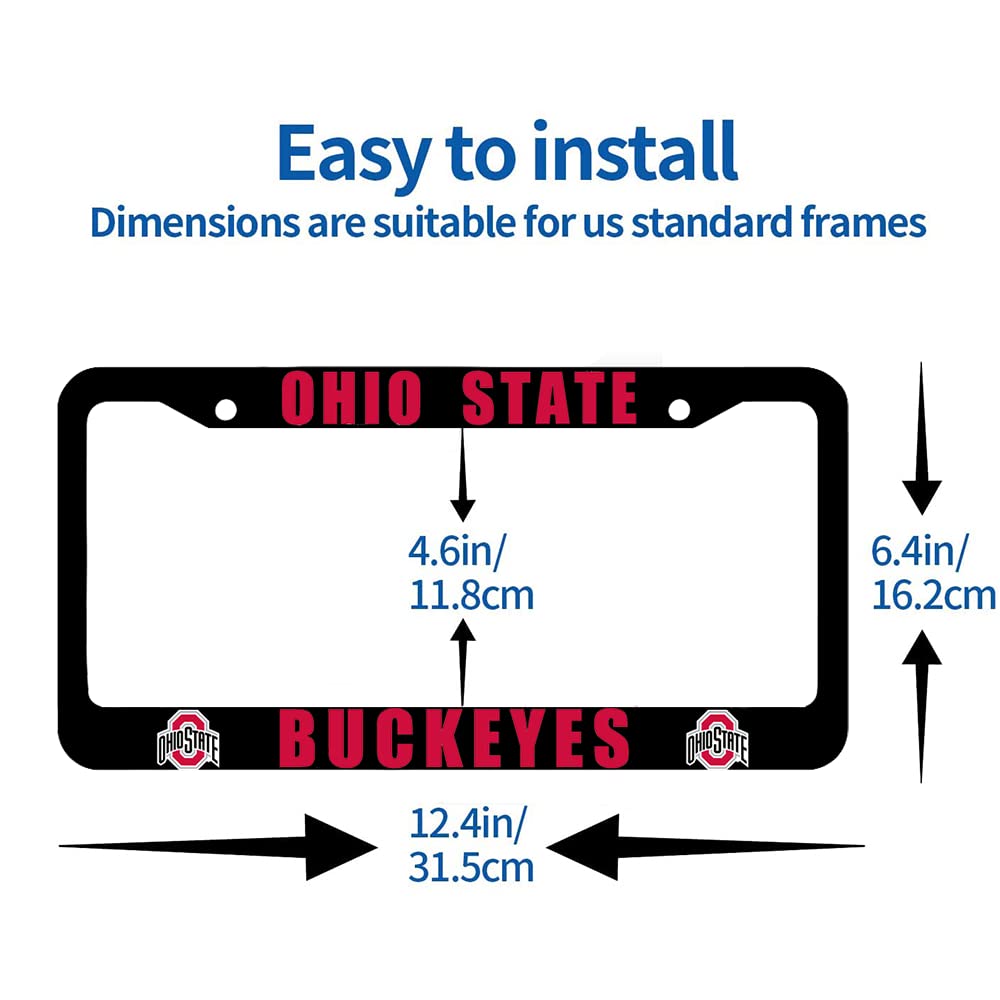 Easy to install
Dimensions are suitable for us standard frames
OHIO STATE
4.6in/
11.8cm
6.4in/
16.2cm
BUCKEYES
OHIO STATE
OHIO STATE
12.4in/
31.5cm